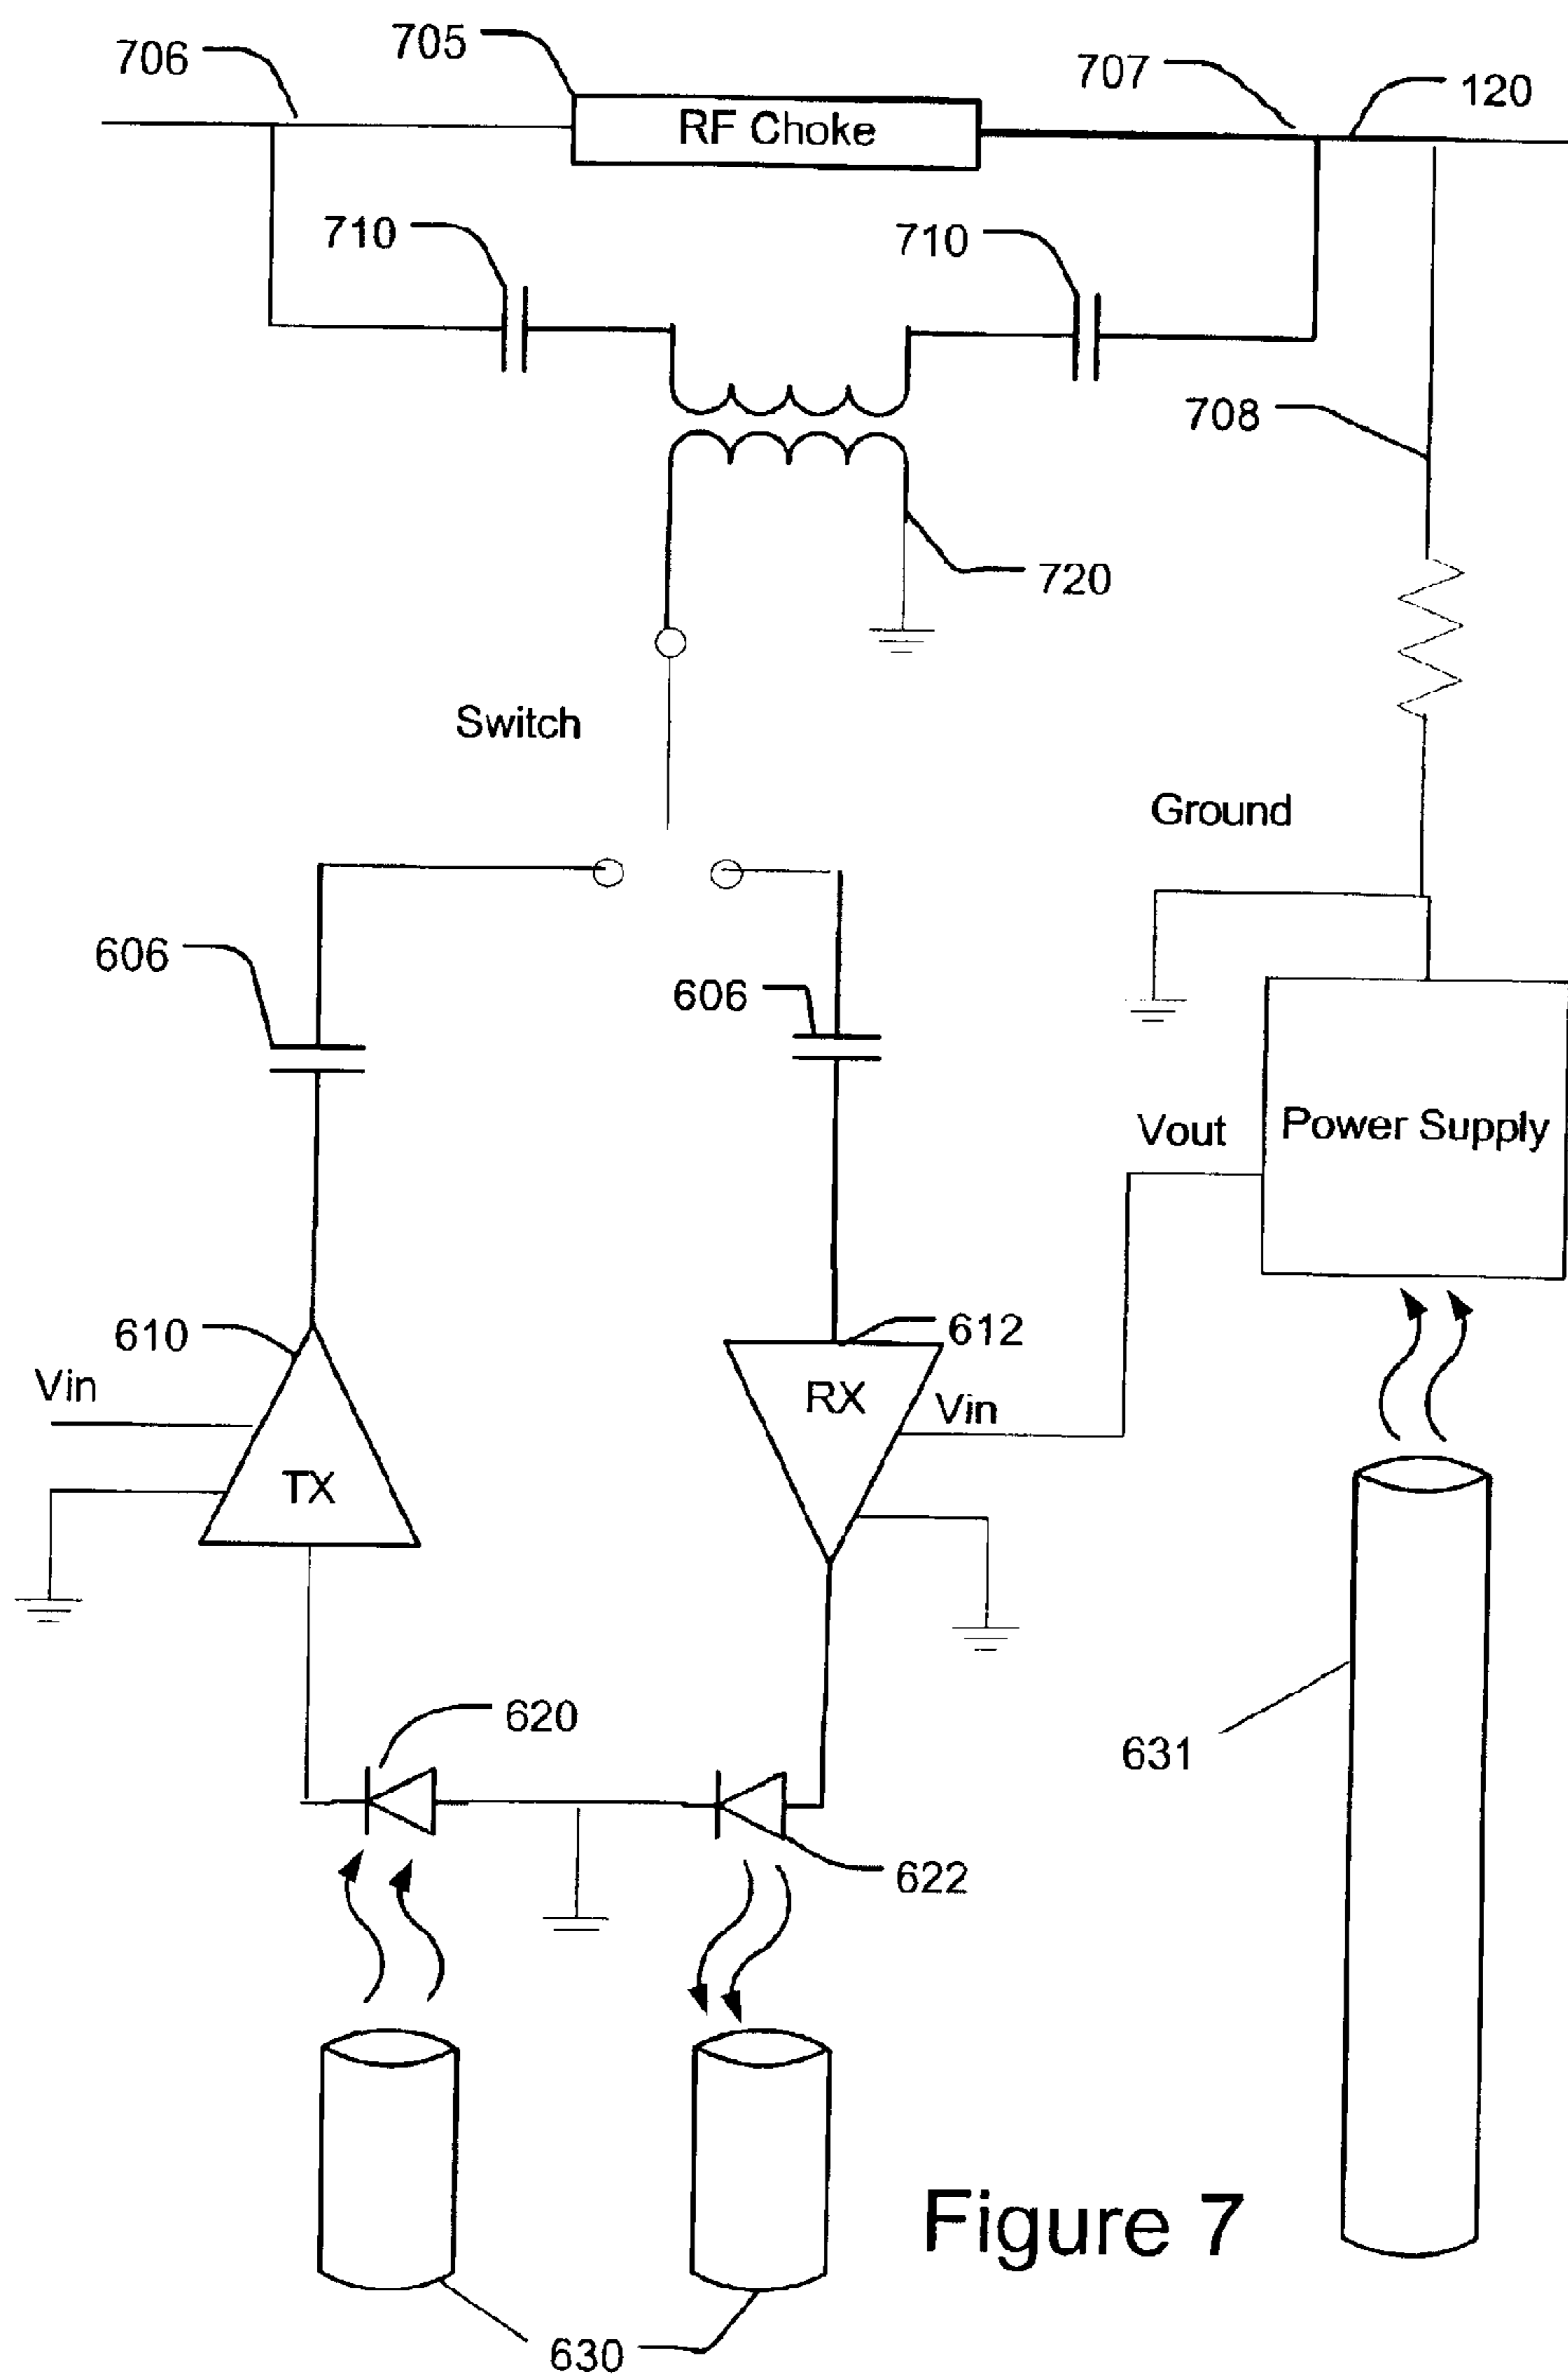 706
705
707
120
RF Choke
710
710
708
720
Switch
Ground
606
606
Vout
Power Supply
610
612
Vin
RX
Vin
TX
620
631
622
Figure 7
630